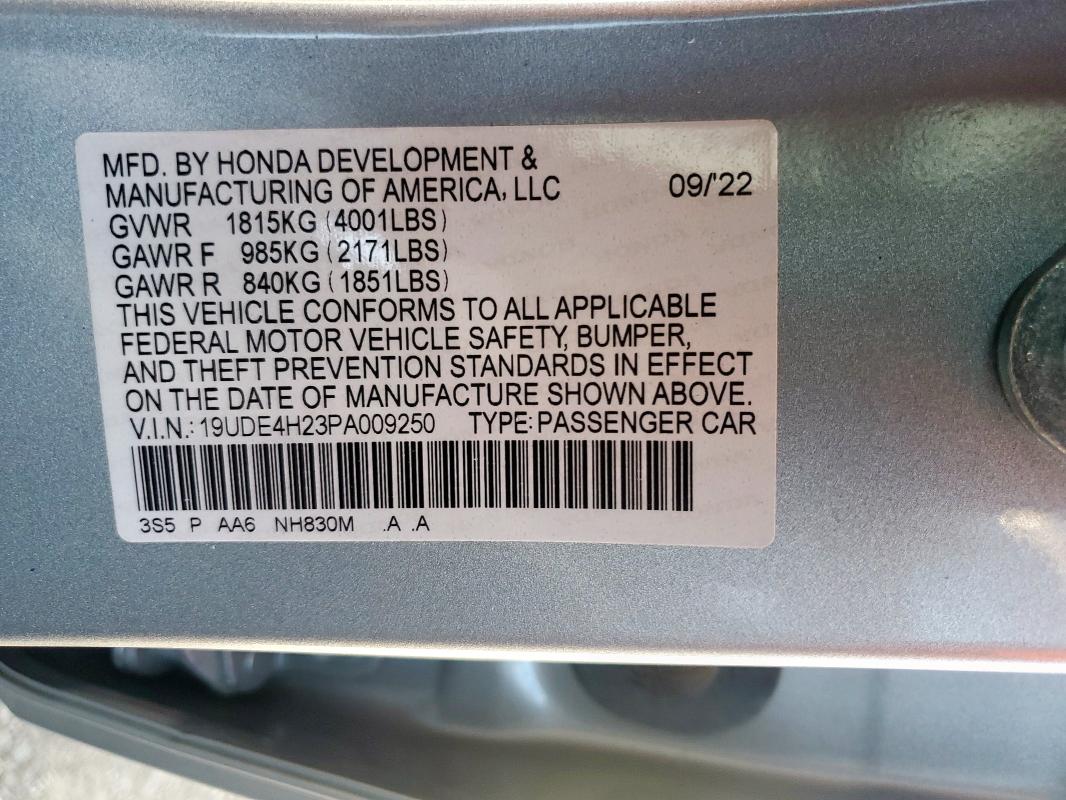 MFD. BY HONDA DEVELOPMENT &
MANUFACTURING OF AMERICA, LLC 09/'22
GVWR 1815KG (4001LBS)
GAWR F 985KG (2171LBS)
GAWR R 840KG (1851LBS)
THIS VEHICLE CONFORMS TO ALL APPLICABLE
FEDERAL MOTOR VEHICLE SAFETY, BUMPER,
AND THEFT PREVENTION STANDARDS IN EFFECT
ON THE DATE OF MANUFACTURE SHOWN ABOVE.
V.I.N.: 19UDE4H23PA009250 TYPE: PASSENGER CAR
3S5 P AA6 NH830M .A .A